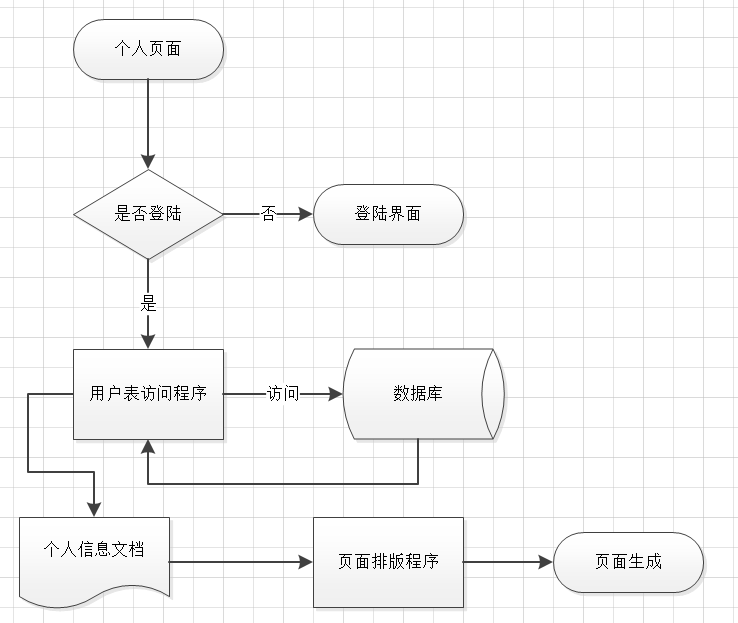 个人页面
是否登陆
否
登陆界面
是
用户表访问程序
访问
数据库
个人信息文档
页面排版程序
页面生成